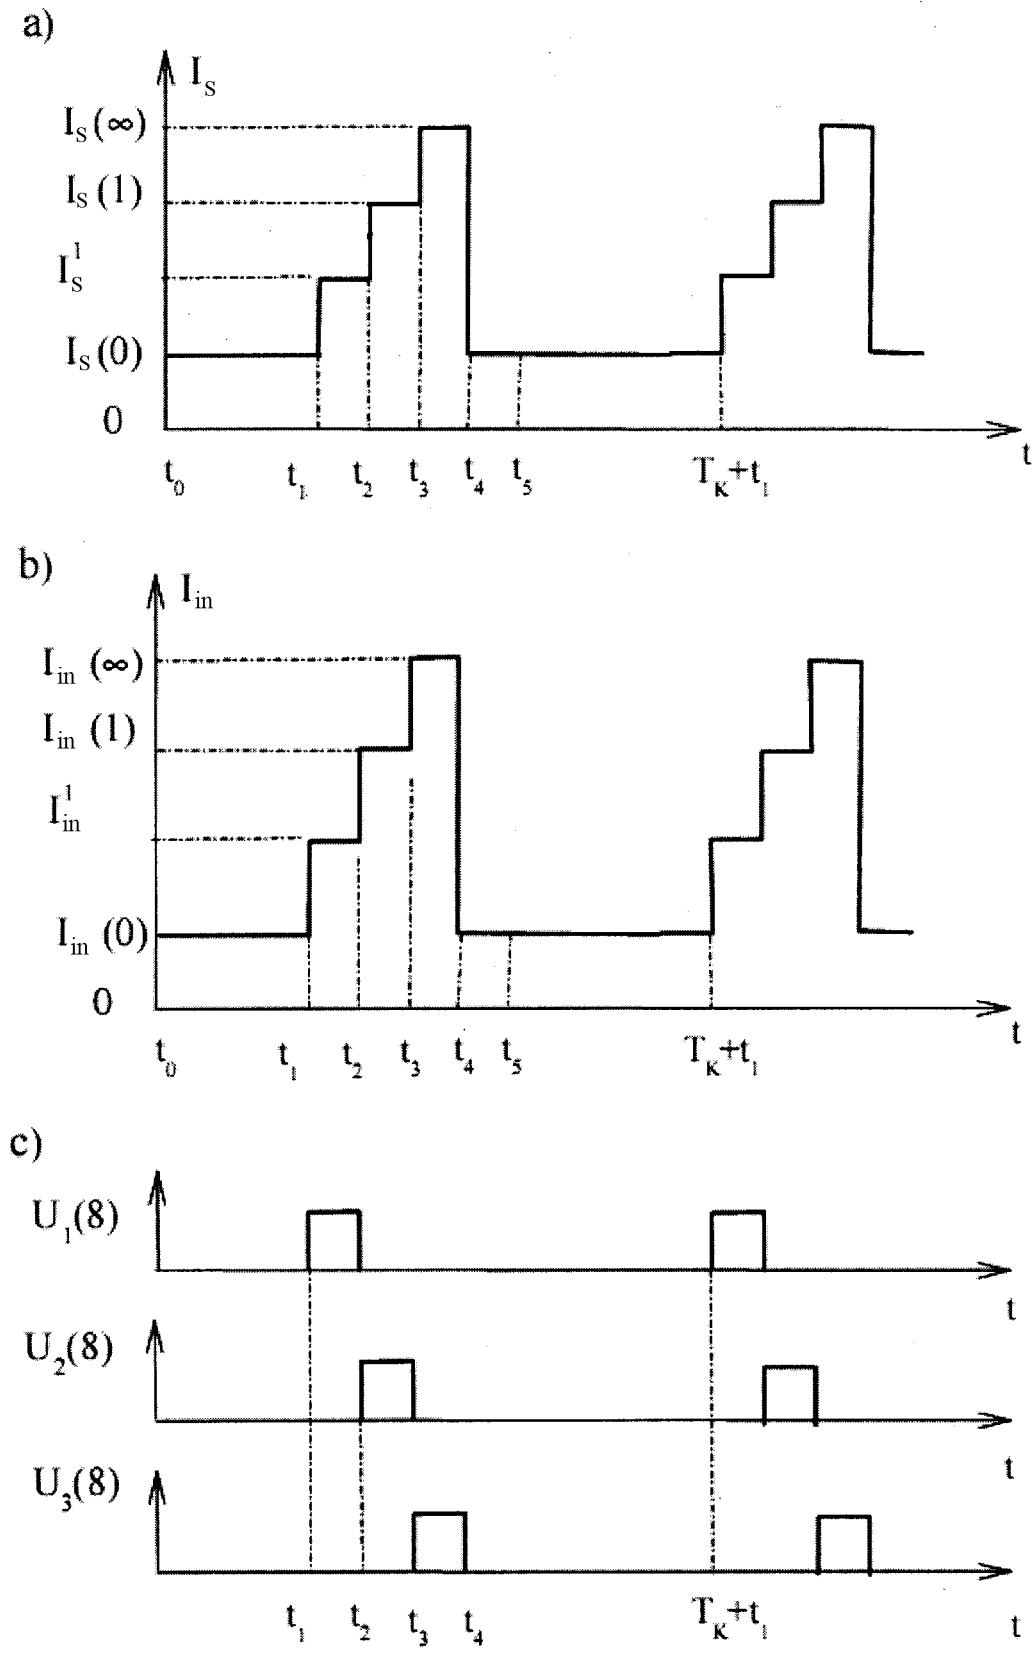 a)
I_S
I_S (∞)
I_S (1)
I_S^1
I_S (0)
0
t_0 t_1 t_2 t_3 t_4 t_5 T_K+t_1 t
b)
I_in
I_in (∞)
I_in (1)
I_in^1
I_in (0)
0
t_0 t_1 t_2 t_3 t_4 t_5 T_K+t_1 t
c)
U_1(8)
t
U_2(8)
t
U_3(8)
t_1 t_2 t_3 t_4 T_K+t_1 t